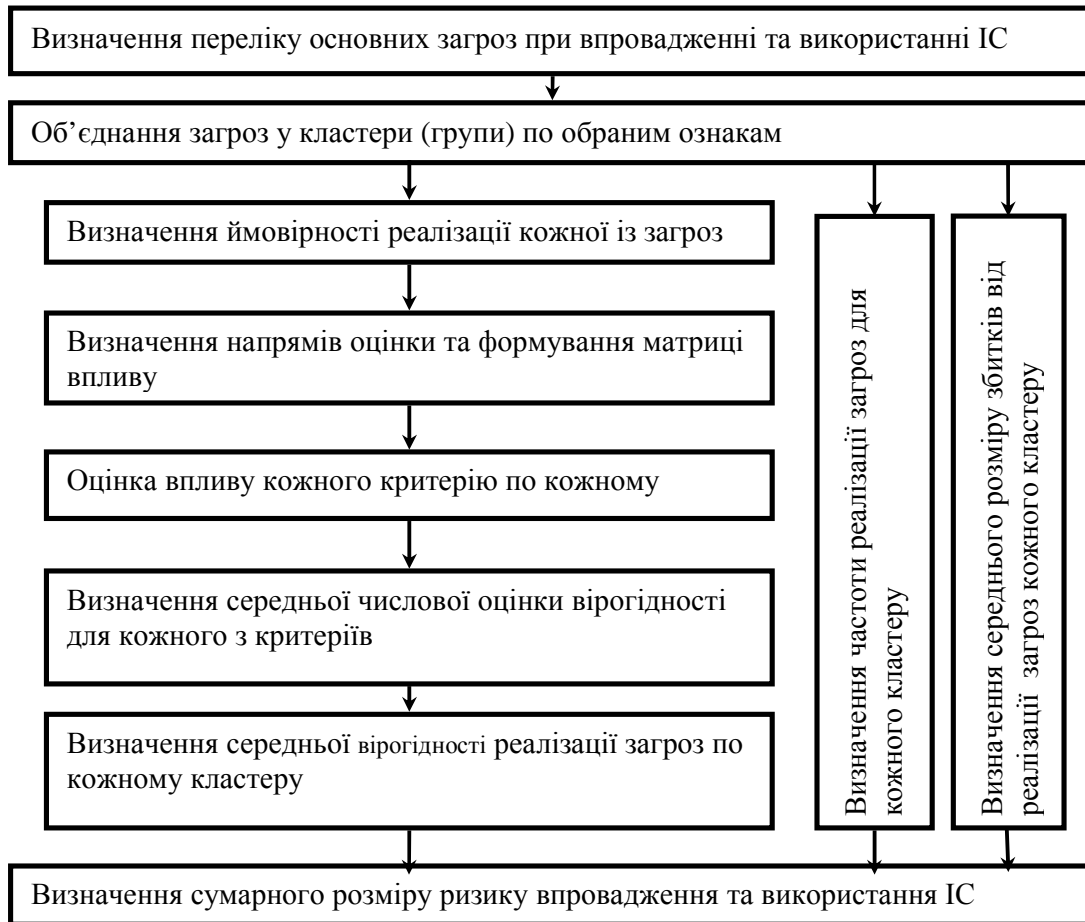 Визначення переліку основних загроз при впровадженні та використанні ІС
Об’єднання загроз у кластери (групи) по обраним ознакам
Визначення ймовірності реалізації кожної із загроз
Визначення напрямів оцінки та формування матриці
впливу
Оцінка впливу кожного критерію по кожному
Визначення середньої числової оцінки вірогідності
для кожного з критеріїв
Визначення середньої вірогідності реалізації загроз по
кожному кластеру
Визначення частоти реалізації загроз для
кожного кластеру
Визначення середнього розміру збитків від
реалізації загроз кожного кластеру
Визначення сумарного розміру ризику впровадження та використання ІС